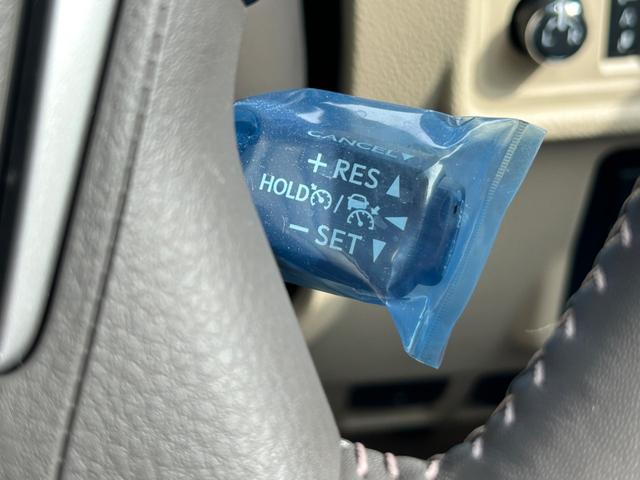 CANCEL
+ RES
HOLD /
- SET